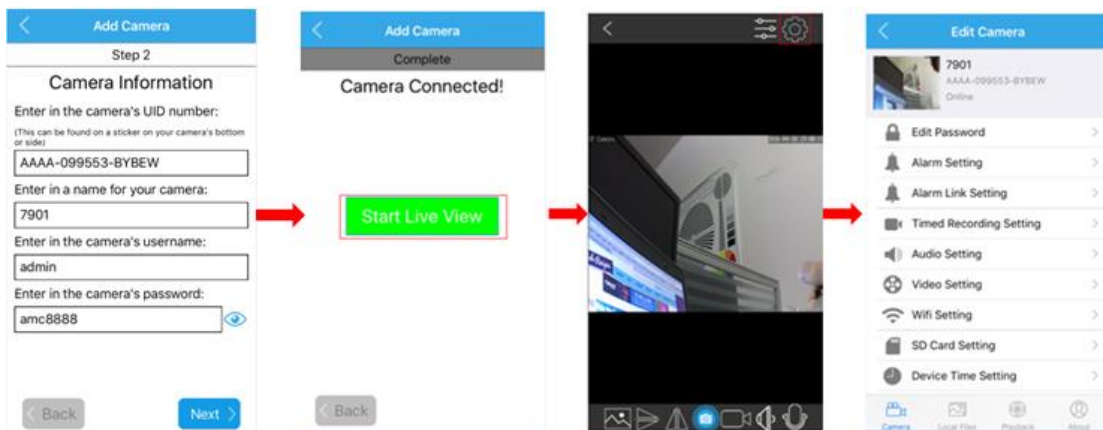 Add Camera
Step 2
Camera Information
Enter in the camera's UID number:
(This can be found on a sticker on your camera's bottom
or side)
AAAA-099553-BYBEW
Enter in a name for your camera:
7901
Enter in the camera's username:
admin
Enter in the camera's password:
amc8888
Back
Next
Add Camera
Complete
Camera Connected!
Start Live View
Back
Edit Camera
7901
AAAA-099553-BYBEW
Online
Edit Password
Alarm Setting
Alarm Link Setting
Timed Recording Setting
Audio Setting
Video Setting
Wifi Setting
SD Card Setting
Device Time Setting
Camera
Local Files
Playback
About